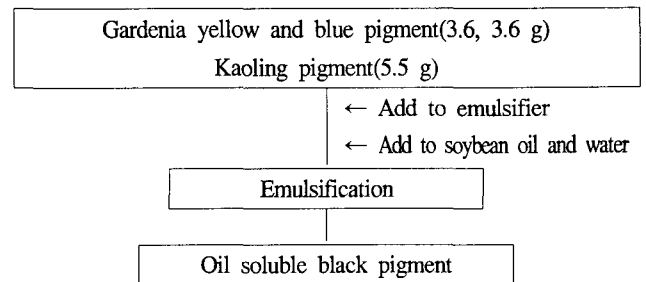 Gardenia yellow and blue pigment(3.6, 3.6 g)
Kaoling pigment(5.5 g)
← Add to emulsifier
← Add to soybean oil and water
Emulsification
Oil soluble black pigment